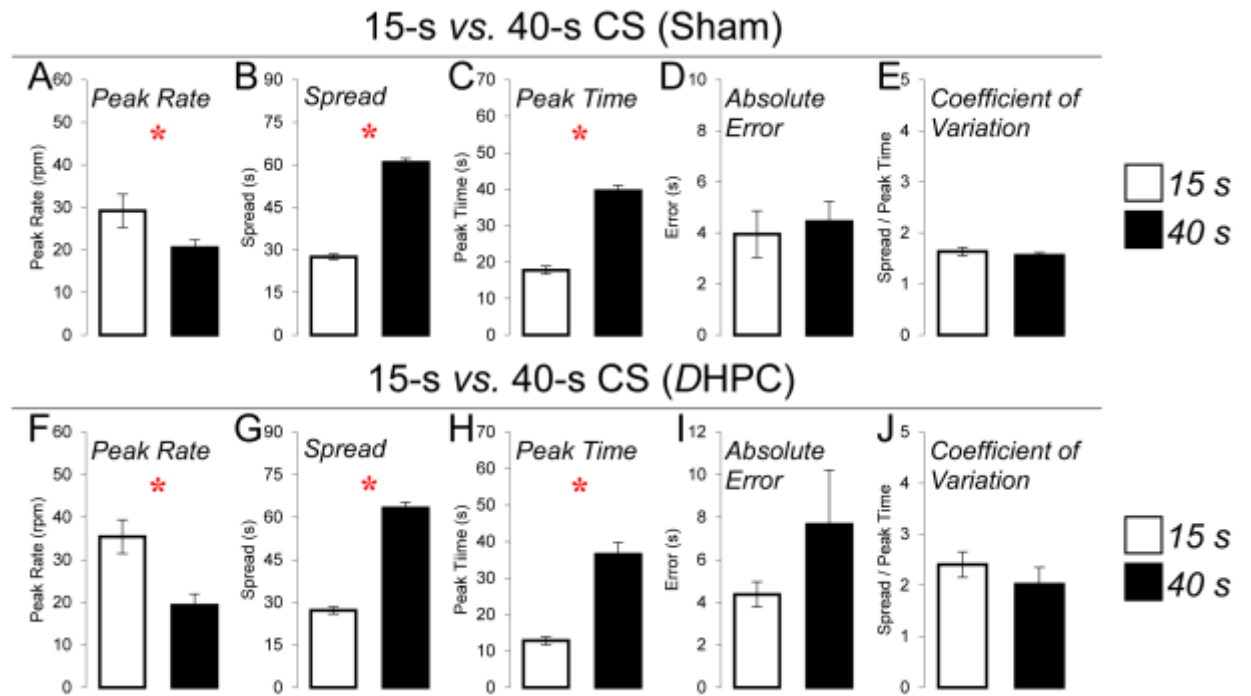 15-s vs. 40-s CS (Sham)
A
Peak Rate
*
Peak Rate (rpm)
60
50
40
30
20
10
0
B
Spread
*
Spread (s)
90
75
60
45
30
15
0
C
Peak Time
*
Peak Tiime (s)
70
60
50
40
30
20
10
0
D
Absolute
Error
Error (s)
10
8
6
4
2
0
E
Coefficient of
Variation
Spread / Peak Time
5
4
3
2
1
0
15 s
40 s
15-s vs. 40-s CS (DHPC)
F
Peak Rate
*
Peak Rate (rpm)
60
50
40
30
20
10
0
G
Spread
*
Spread (s)
90
75
60
45
30
15
0
H
Peak Time
*
Peak Tiime (s)
70
60
50
40
30
20
10
0
I
Absolute
Error
Error (s)
12
10
8
6
4
2
0
J
Coefficient of
Variation
Spread / Peak Time
5
4
3
2
1
0
15 s
40 s